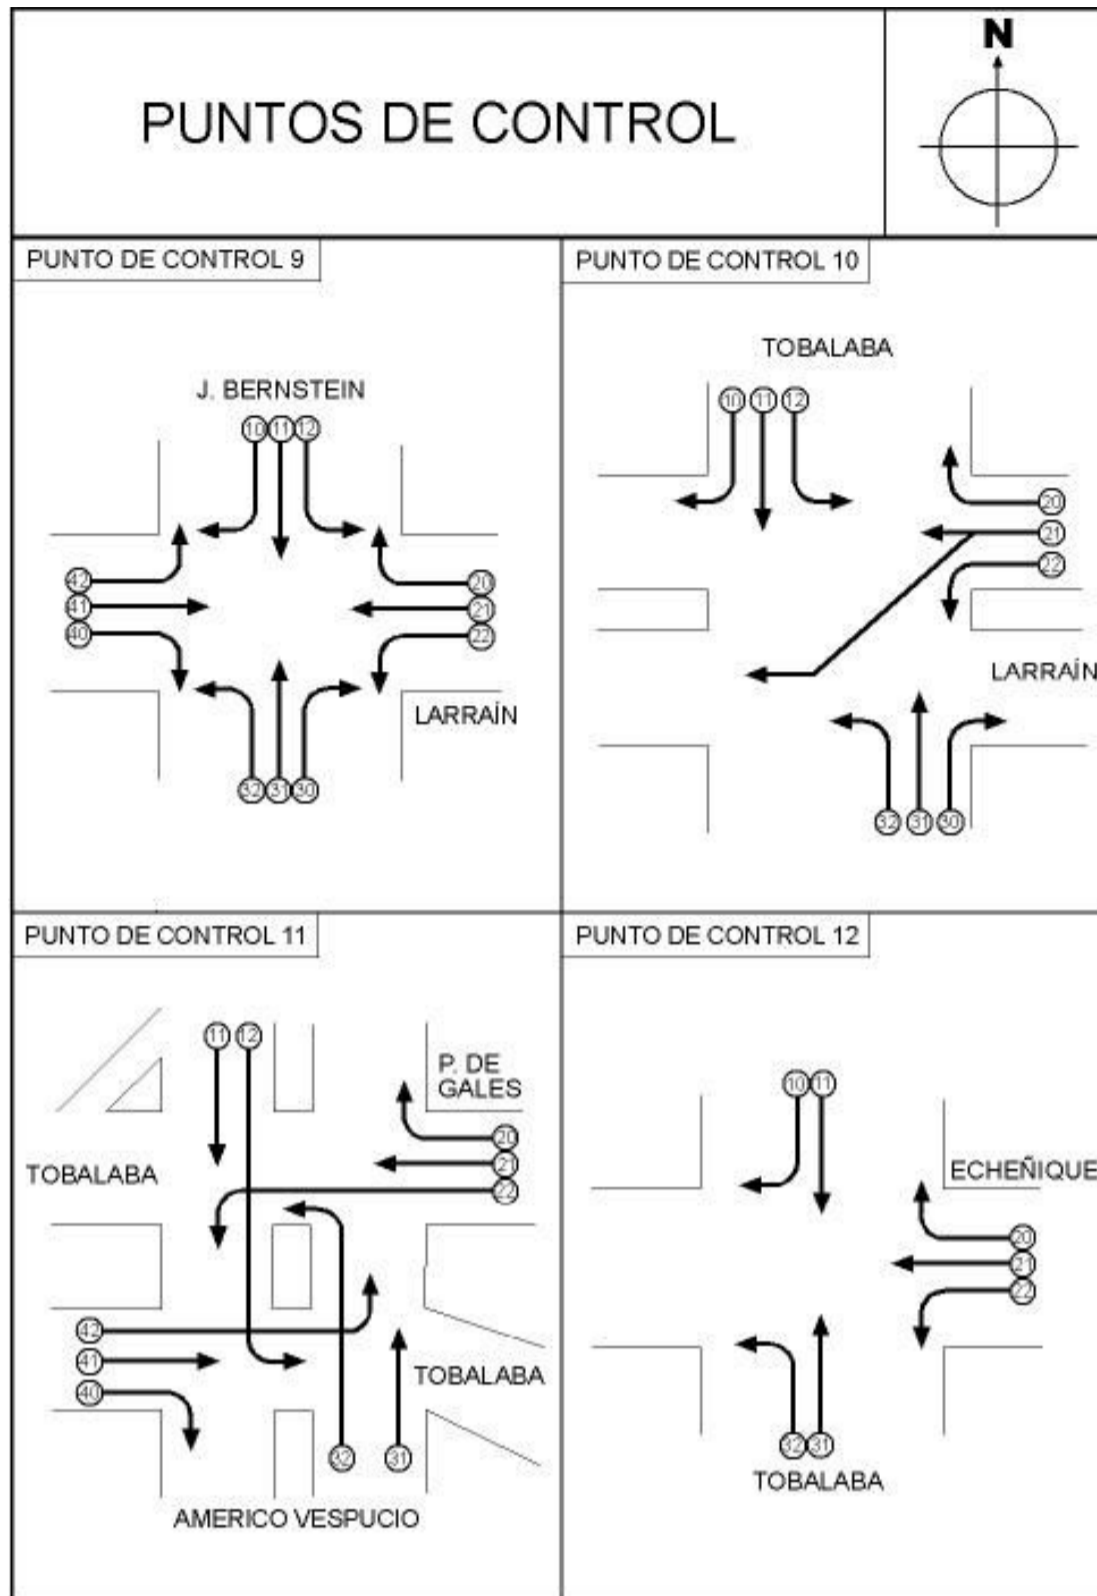 PUNTOS DE CONTROL
N
PUNTO DE CONTROL 9
J. BERNSTEIN
10 11 12
42
41
40
20
21
22
LARRAÍN
32 31 30
PUNTO DE CONTROL 10
TOBALABA
10 11 12
20
21
22
LARRAÍN
32 31 30
PUNTO DE CONTROL 11
11 12
P. DE
GALES
20
21
22
TOBALABA
42
41
40
TOBALABA
32 31
AMERICO VESPUCIO
PUNTO DE CONTROL 12
10 11
ECHEÑIQUE
20
21
22
32 31
TOBALABA